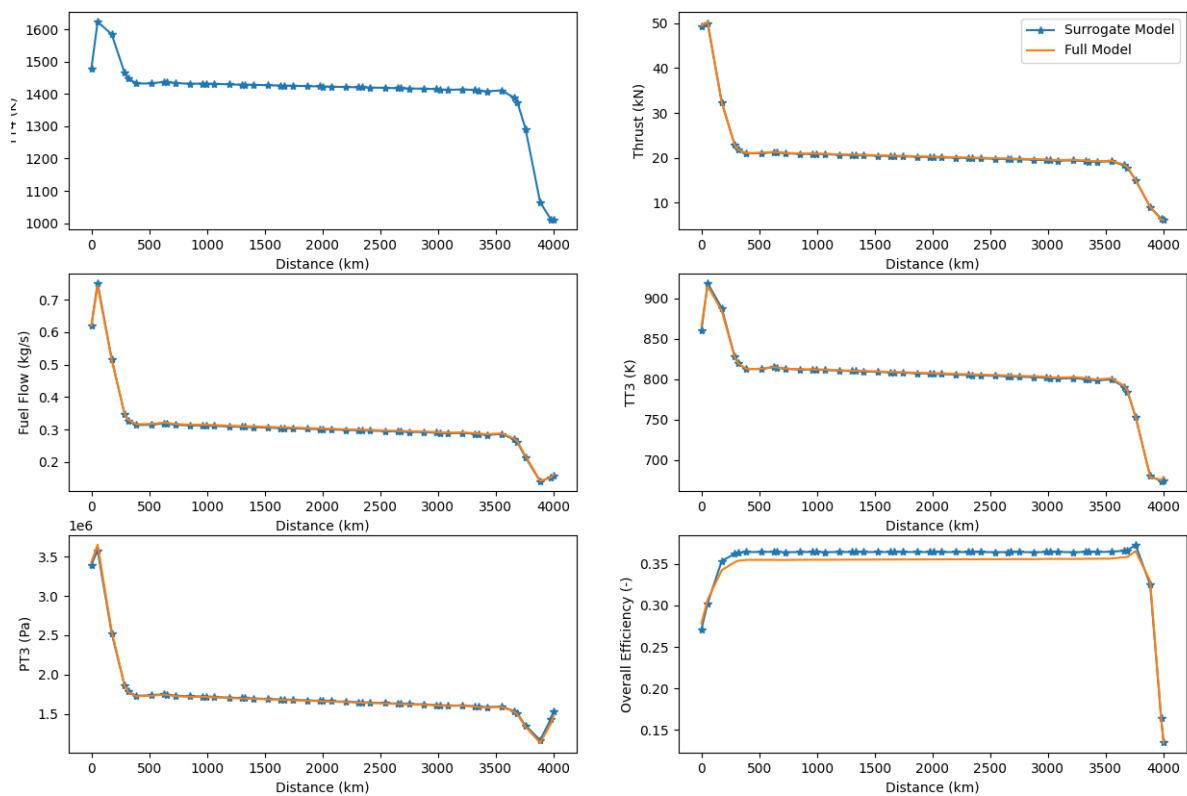 1600
1500
1400
1300
1200
1100
1000
0 500 1000 1500 2000 2500 3000 3500 4000
Distance (km)
50
40
30
20
10
Thrust (kN)
Surrogate Model
Full Model
0 500 1000 1500 2000 2500 3000 3500 4000
Distance (km)
0.7
0.6
0.5
0.4
0.3
0.2
Fuel Flow (kg/s)
0 500 1000 1500 2000 2500 3000 3500 4000
Distance (km)
900
850
800
750
700
TT3 (K)
0 500 1000 1500 2000 2500 3000 3500 4000
Distance (km)
1e6
3.5
3.0
2.5
2.0
1.5
PT3 (Pa)
0 500 1000 1500 2000 2500 3000 3500 4000
Distance (km)
0.35
0.30
0.25
0.20
0.15
Overall Efficiency (-)
0 500 1000 1500 2000 2500 3000 3500 4000
Distance (km)